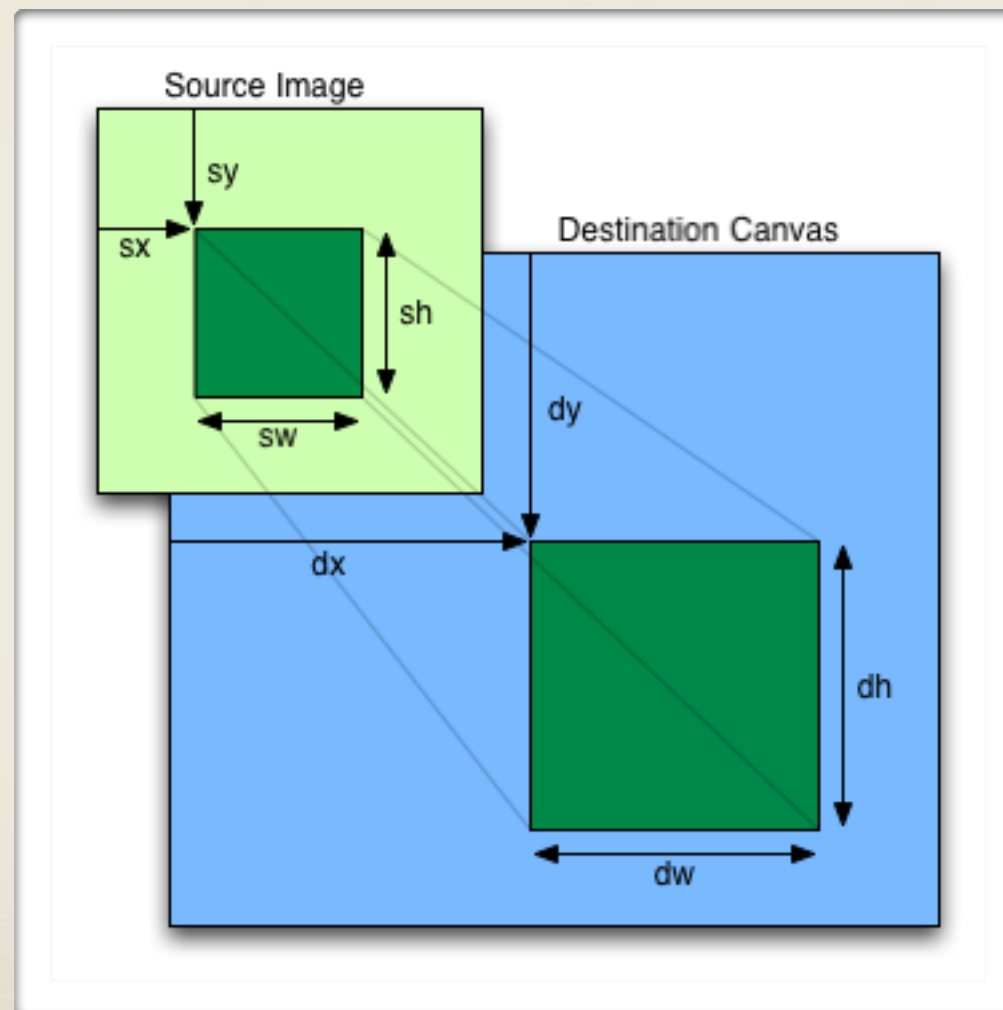 Source Image
sy
sx
Destination Canvas
sh
dy
sw
dx
dh
dw